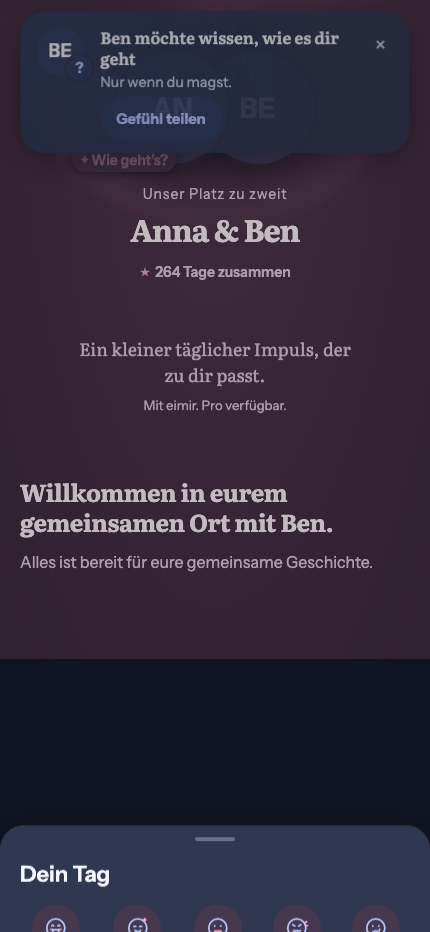 BE
?
Ben möchte wissen, wie es dir
geht
×
Nur wenn du magst.
Gefühl teilen
AN
BE
+ Wie geht's?
Unser Platz zu zweit
Anna & Ben
★ 264 Tage zusammen
Ein kleiner täglicher Impuls, der
zu dir passt.
Mit eimir. Pro verfügbar.
Willkommen in eurem
gemeinsamen Ort mit Ben.
Alles ist bereit für eure gemeinsame Geschichte.
Dein Tag